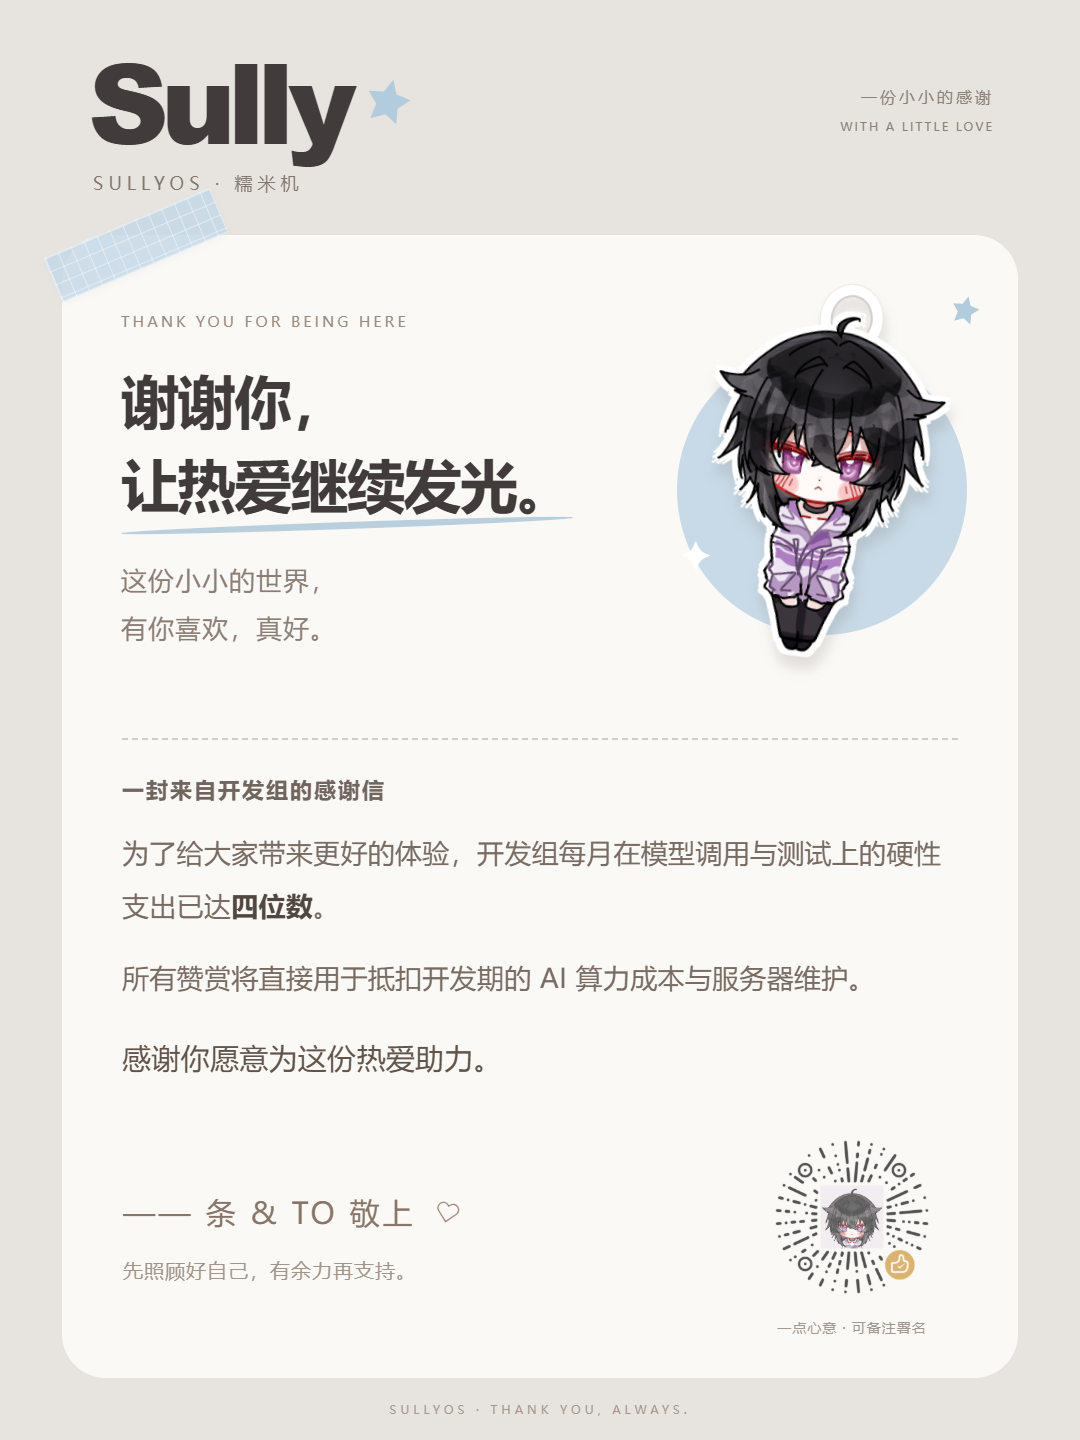 Sully
SULLYOS · 糯米机
一份小小的感谢
WITH A LITTLE LOVE
THANK YOU FOR BEING HERE
谢谢你，
让热爱继续发光。
这份小小的世界，
有你喜欢，真好。
一封来自开发组的感谢信
为了给大家带来更好的体验，开发组每月在模型调用与测试上的硬性
支出已达四位数。
所有赞赏将直接用于抵扣开发期的 AI 算力成本与服务器维护。
感谢你愿意为这份热爱助力。
—— 条 & TO 敬上 ♡
先照顾好自己，有余力再支持。
一点心意 · 可备注署名
SULLYOS · THANK YOU, ALWAYS.